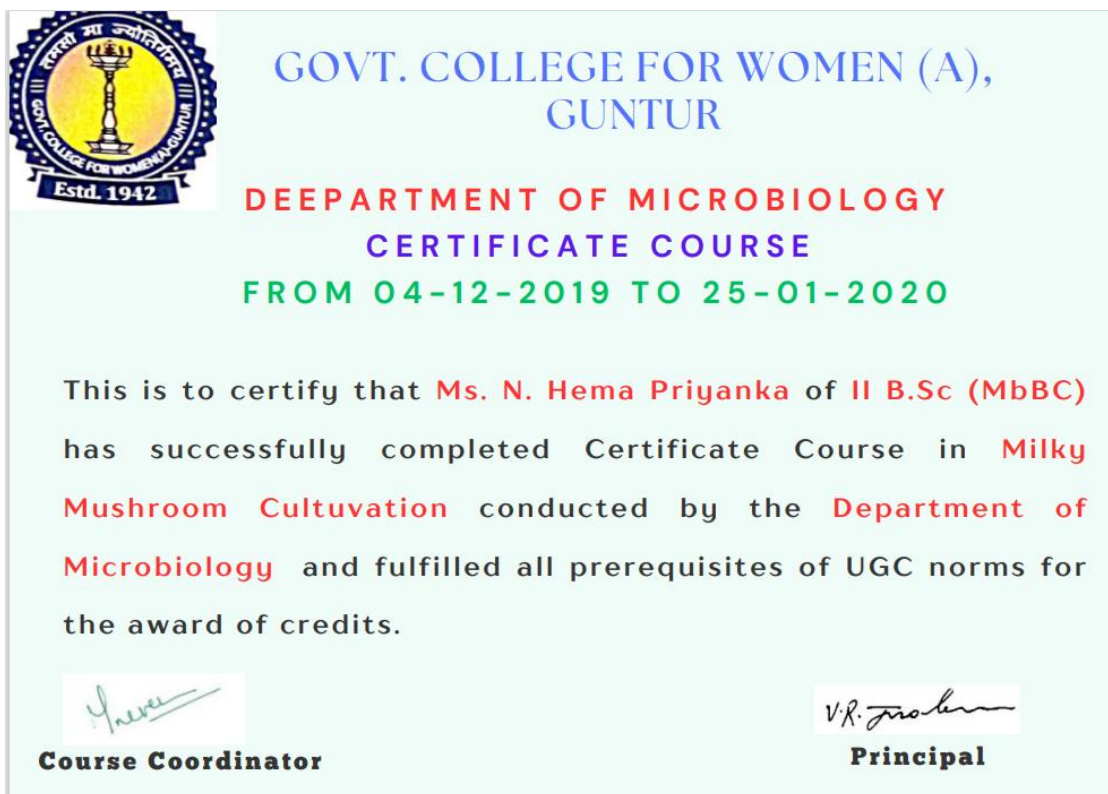 तमसो मा ज्योतिर्गमय
GOVT. COLLEGE FOR WOMEN(A)-GUNTUR
Estd. 1942
GOVT. COLLEGE FOR WOMEN (A),
GUNTUR
DEEPARTMENT OF MICROBIOLOGY
CERTIFICATE COURSE
FROM 04-12-2019 TO 25-01-2020
This is to certify that Ms. N. Hema Priyanka of II B.Sc (MbBC)
has successfully completed Certificate Course in Milky
Mushroom Cultuvation conducted by the Department of
Microbiology and fulfilled all prerequisites of UGC norms for
the award of credits.
V.R.
Course Coordinator
Principal